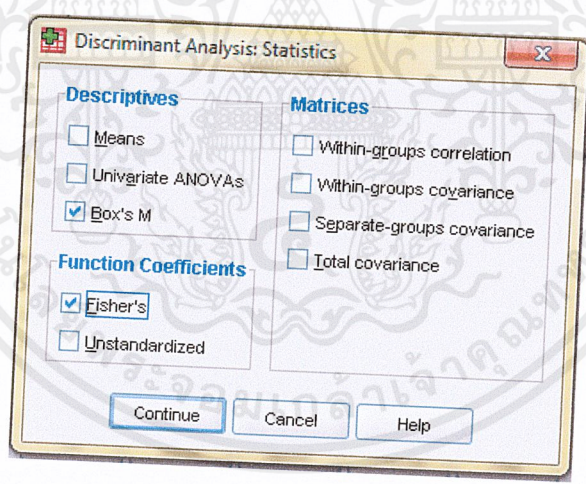 Discriminant Analysis: Statistics
Descriptives
Means
Univariate ANOVAs
Box's M
Function Coefficients
Fisher's
Unstandardized
Matrices
Within-groups correlation
Within-groups covariance
Separate-groups covariance
Total covariance
Continue
Cancel
Help